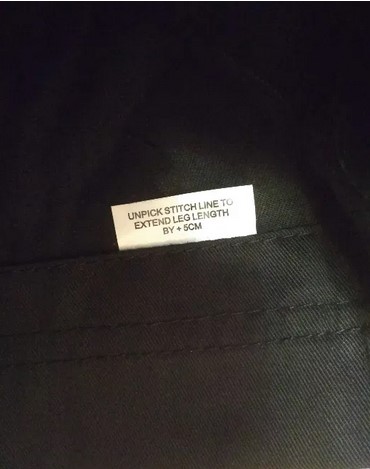 UNPICK STITCH LINE TO
EXTEND LEG LENGTH
BY + 5CM